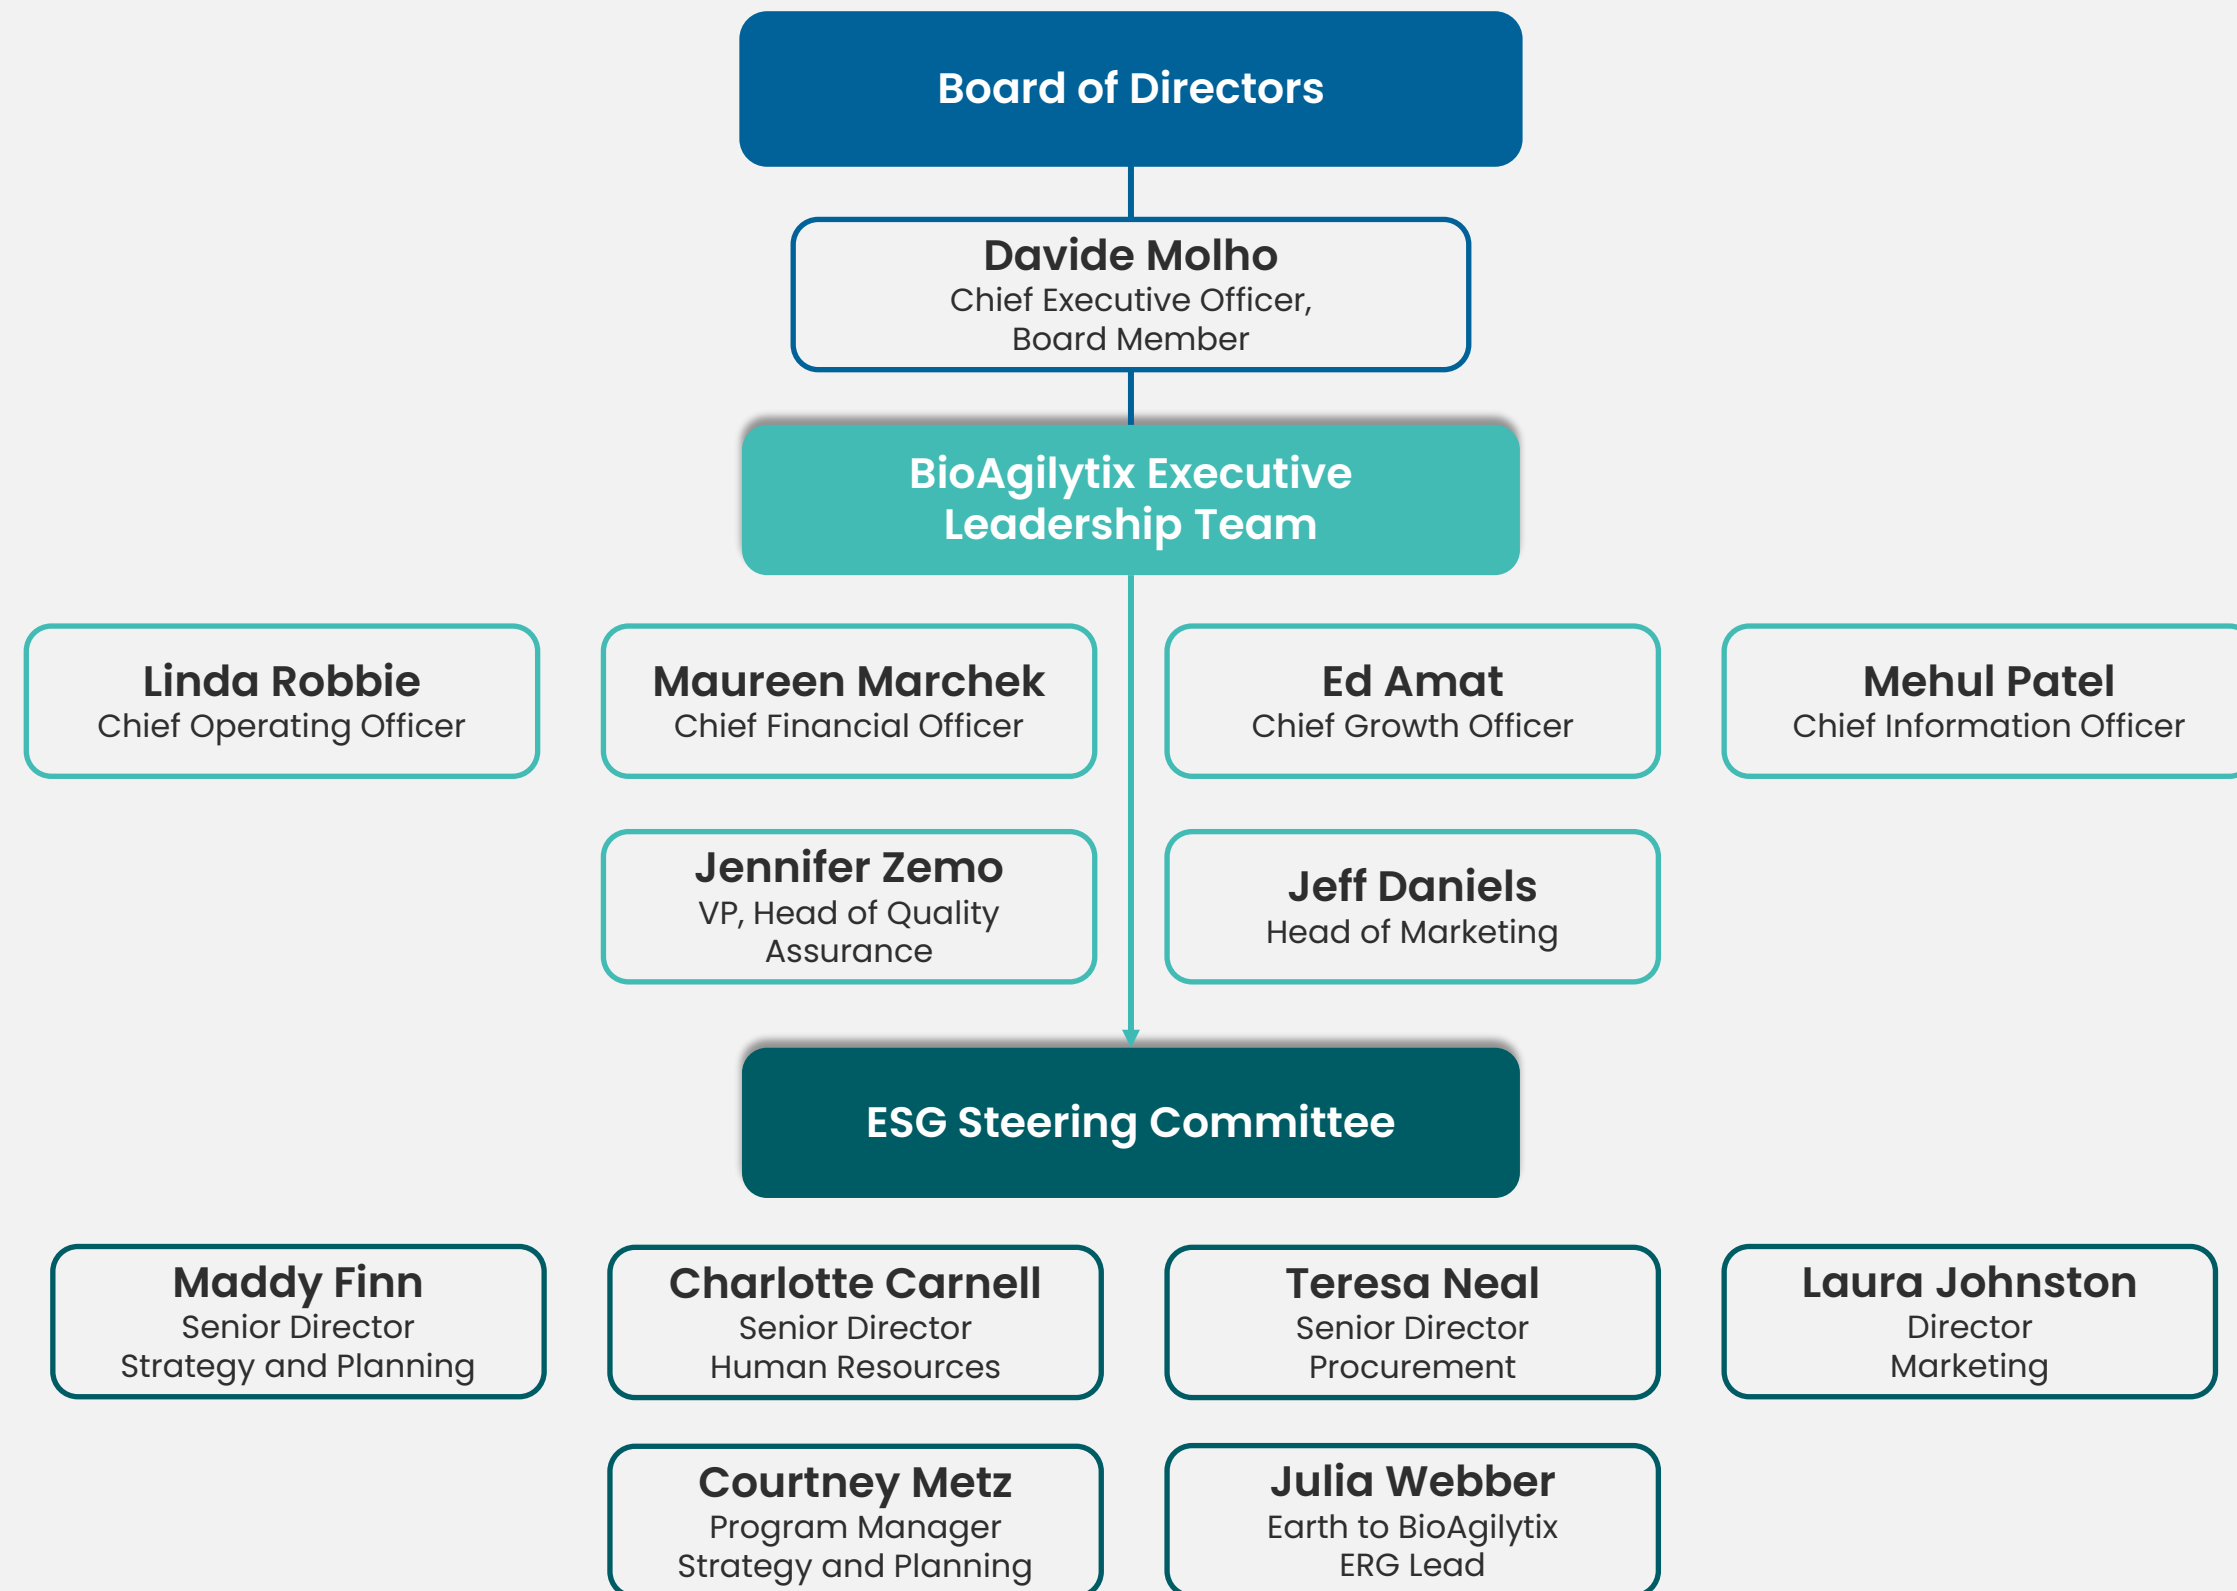 Board of Directors
Davide Molho
Chief Executive Officer,
Board Member
BioAgilytix Executive
Leadership Team
Linda Robbie
Chief Operating Officer
Maureen Marchek
Chief Financial Officer
Ed Amat
Chief Growth Officer
Mehul Patel
Chief Information Officer
Jennifer Zemo
VP, Head of Quality
Assurance
Jeff Daniels
Head of Marketing
ESG Steering Committee
Maddy Finn
Senior Director
Strategy and Planning
Charlotte Carnell
Senior Director
Human Resources
Teresa Neal
Senior Director
Procurement
Laura Johnston
Director
Marketing
Courtney Metz
Program Manager
Strategy and Planning
Julia Webber
Earth to BioAgilytix
ERG Lead